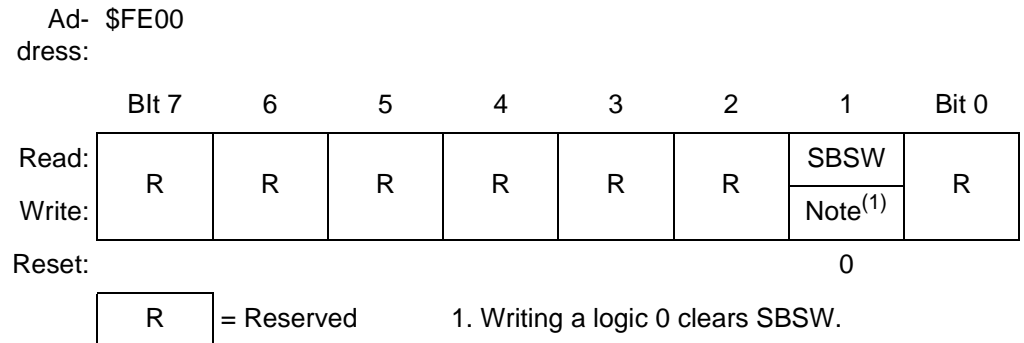 Ad- $FE00
dress:
BIt 7 6 5 4 3 2 1 Bit 0
Read: R R R R R R SBSW R
Write: Note(1)
Reset: 0
R = Reserved 1. Writing a logic 0 clears SBSW.